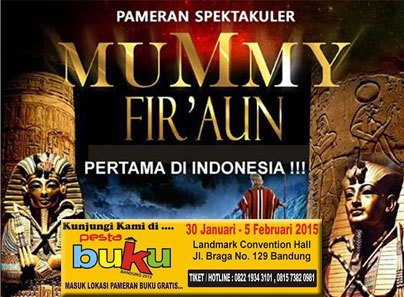 PAMERAN SPEKTAKULER
MUMMY
FIR'AUN
PERTAMA DI INDONESIA !!!
Kunjungi Kami di ....
pesta
buku
BANDUNG 2015
MASUK LOKASI PAMERAN BUKU GRATIS...
30 Januari - 5 Februari 2015
Landmark Convention Hall
Jl. Braga No. 129 Bandung
TIKET / HOTLINE : 0822 1934 3101 , 0815 7382 0981